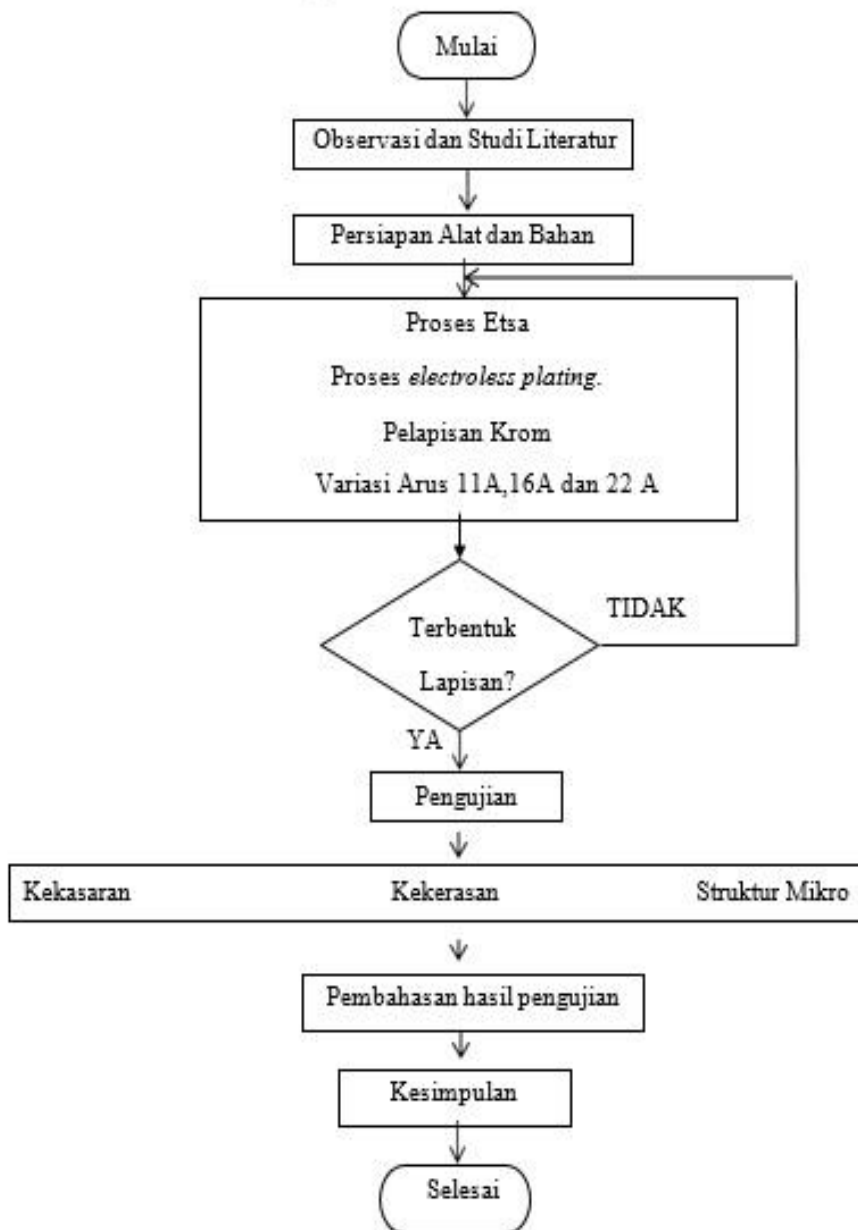 Mulai
Observasi dan Studi Literatur
Persiapan Alat dan Bahan
Proses Etsa
Proses electroless plating.
Pelapisan Krom
Variasi Arus 11A,16A dan 22 A
Terbentuk
Lapisan?
TIDAK
YA
Pengujian
Kekasaran Kekerasan Struktur Mikro
Pembahasan hasil pengujian
Kesimpulan
Selesai